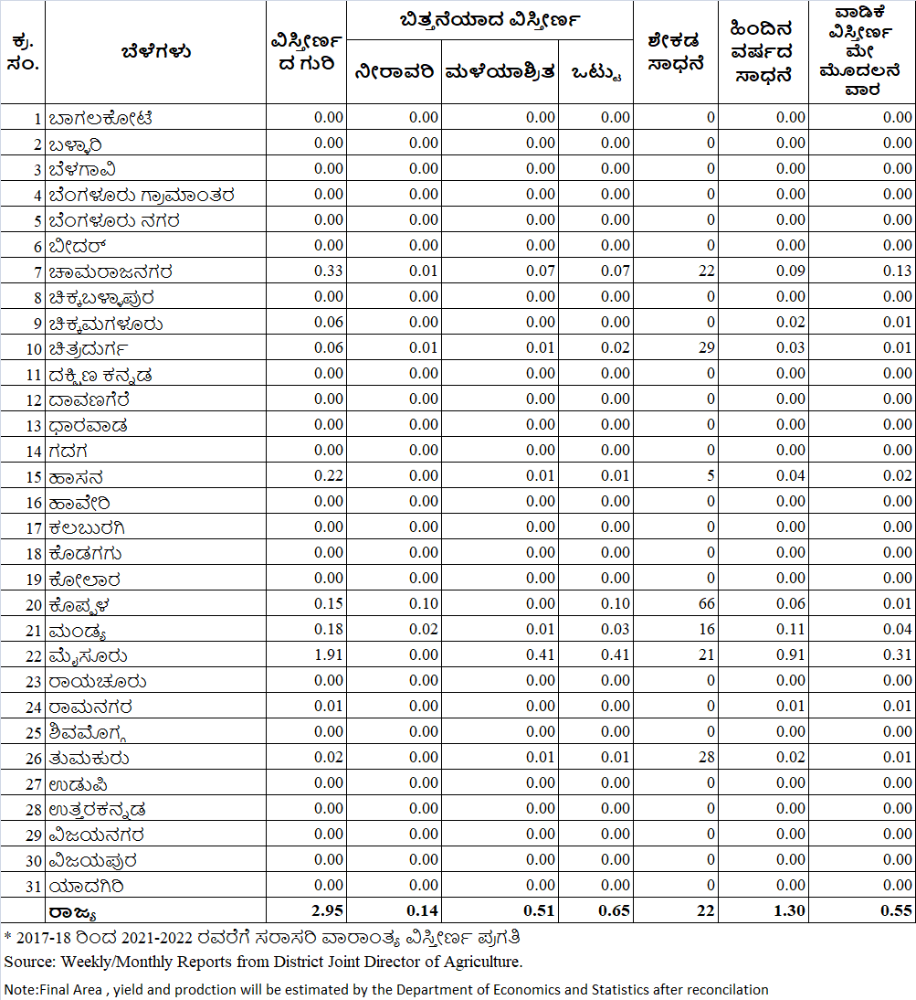 ಕ್ರ. ಸಂ. ಬೆಳೆಗಳು ವಿಸ್ತೀರ್ಣ ದ ಗುರಿ ಬಿತ್ತನೆಯಾದ ವಿಸ್ತೀರ್ಣ ಶೇಕಡ ಸಾಧನೆ ಹಿಂದಿನ ವರ್ಷದ ಸಾಧನೆ ವಾಡಿಕೆ ವಿಸ್ತೀರ್ಣ ಮೇ ಮೊದಲನೆ ವಾರ
ನೀರಾವರಿ ಮಳೆಯಾಶ್ರಿತ ಒಟ್ಟು
1 ಬಾಗಲಕೋಟೆ 0.00 0.00 0.00 0.00 0 0.00 0.00
2 ಬಳ್ಳಾರಿ 0.00 0.00 0.00 0.00 0 0.00 0.00
3 ಬೆಳಗಾವಿ 0.00 0.00 0.00 0.00 0 0.00 0.00
4 ಬೆಂಗಳೂರು ಗ್ರಾಮಾಂತರ 0.00 0.00 0.00 0.00 0 0.00 0.00
5 ಬೆಂಗಳೂರು ನಗರ 0.00 0.00 0.00 0.00 0 0.00 0.00
6 ಬೀದರ್ 0.00 0.00 0.00 0.00 0 0.00 0.00
7 ಚಾಮರಾಜನಗರ 0.33 0.01 0.07 0.07 22 0.09 0.13
8 ಚಿಕ್ಕಬಳ್ಳಾಪುರ 0.00 0.00 0.00 0.00 0 0.00 0.00
9 ಚಿಕ್ಕಮಗಳೂರು 0.06 0.00 0.00 0.00 0 0.02 0.01
10 ಚಿತ್ರದುರ್ಗ 0.06 0.01 0.01 0.02 29 0.03 0.01
11 ದಕ್ಷಿಣ ಕನ್ನಡ 0.00 0.00 0.00 0.00 0 0.00 0.00
12 ದಾವಣಗೆರೆ 0.00 0.00 0.00 0.00 0 0.00 0.00
13 ಧಾರವಾಡ 0.00 0.00 0.00 0.00 0 0.00 0.00
14 ಗದಗ 0.00 0.00 0.00 0.00 0 0.00 0.00
15 ಹಾಸನ 0.22 0.00 0.01 0.01 5 0.04 0.02
16 ಹಾವೇರಿ 0.00 0.00 0.00 0.00 0 0.00 0.00
17 ಕಲಬುರಗಿ 0.00 0.00 0.00 0.00 0 0.00 0.00
18 ಕೊಡಗಗು 0.00 0.00 0.00 0.00 0 0.00 0.00
19 ಕೋಲಾರ 0.00 0.00 0.00 0.00 0 0.00 0.00
20 ಕೊಪ್ಪಳ 0.15 0.10 0.00 0.10 66 0.06 0.01
21 ಮಂಡ್ಯ 0.18 0.02 0.01 0.03 16 0.11 0.04
22 ಮೈಸೂರು 1.91 0.00 0.41 0.41 21 0.91 0.31
23 ರಾಯಚೂರು 0.00 0.00 0.00 0.00 0 0.00 0.00
24 ರಾಮನಗರ 0.01 0.00 0.00 0.00 0 0.01 0.01
25 ಶಿವಮೊಗ್ಗ 0.00 0.00 0.00 0.00 0 0.00 0.00
26 ತುಮಕುರು 0.02 0.00 0.01 0.01 28 0.02 0.01
27 ಉಡುಪಿ 0.00 0.00 0.00 0.00 0 0.00 0.00
28 ಉತ್ತರಕನ್ನಡ 0.00 0.00 0.00 0.00 0 0.00 0.00
29 ವಿಜಯನಗರ 0.00 0.00 0.00 0.00 0 0.00 0.00
30 ವಿಜಯಪುರ 0.00 0.00 0.00 0.00 0 0.00 0.00
31 ಯಾದಗಿರಿ 0.00 0.00 0.00 0.00 0 0.00 0.00
ರಾಜ್ಯ 2.95 0.14 0.51 0.65 22 1.30 0.55
* 2017-18 ರಿಂದ 2021-2022 ರವರೆಗೆ ಸರಾಸರಿ ವಾರಾಂತ್ಯ ವಿಸ್ತೀರ್ಣ ಪ್ರಗತಿ
Source: Weekly/Monthly Reports from District Joint Director of Agriculture.
Note:Final Area , yield and prodction will be estimated by the Department of Economics and Statistics after reconcilation